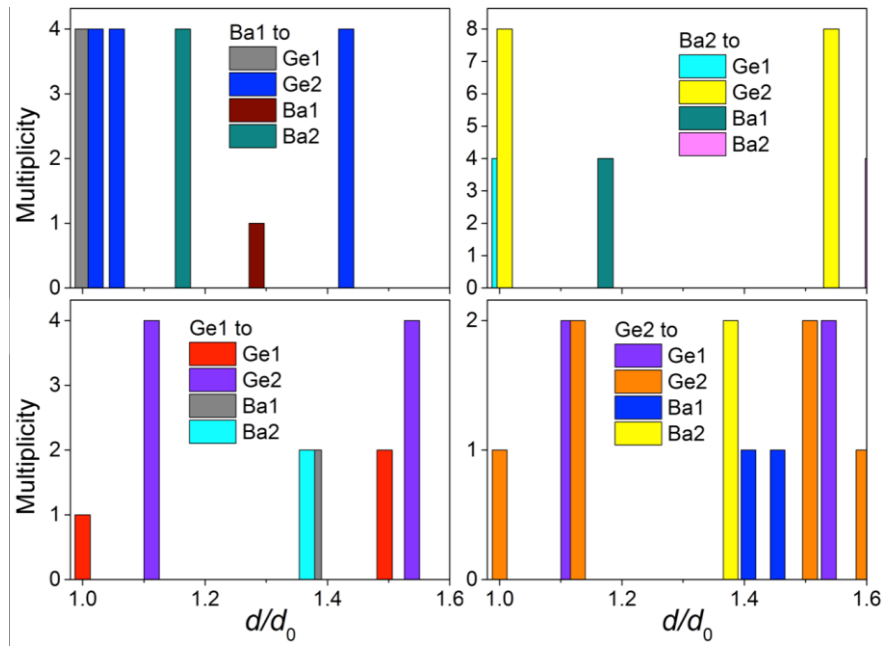 4
3
2
1
0
Multiplicity
Ba1 to
Ge1
Ge2
Ba1
Ba2
8
7
6
5
4
3
2
1
0
Ba2 to
Ge1
Ge2
Ba1
Ba2
4
3
2
1
0
Multiplicity
Ge1 to
Ge1
Ge2
Ba1
Ba2
1.0
1.2
1.4
1.6
d/d0
2
1
0
Ge2 to
Ge1
Ge2
Ba1
Ba2
1.0
1.2
1.4
1.6
d/d0